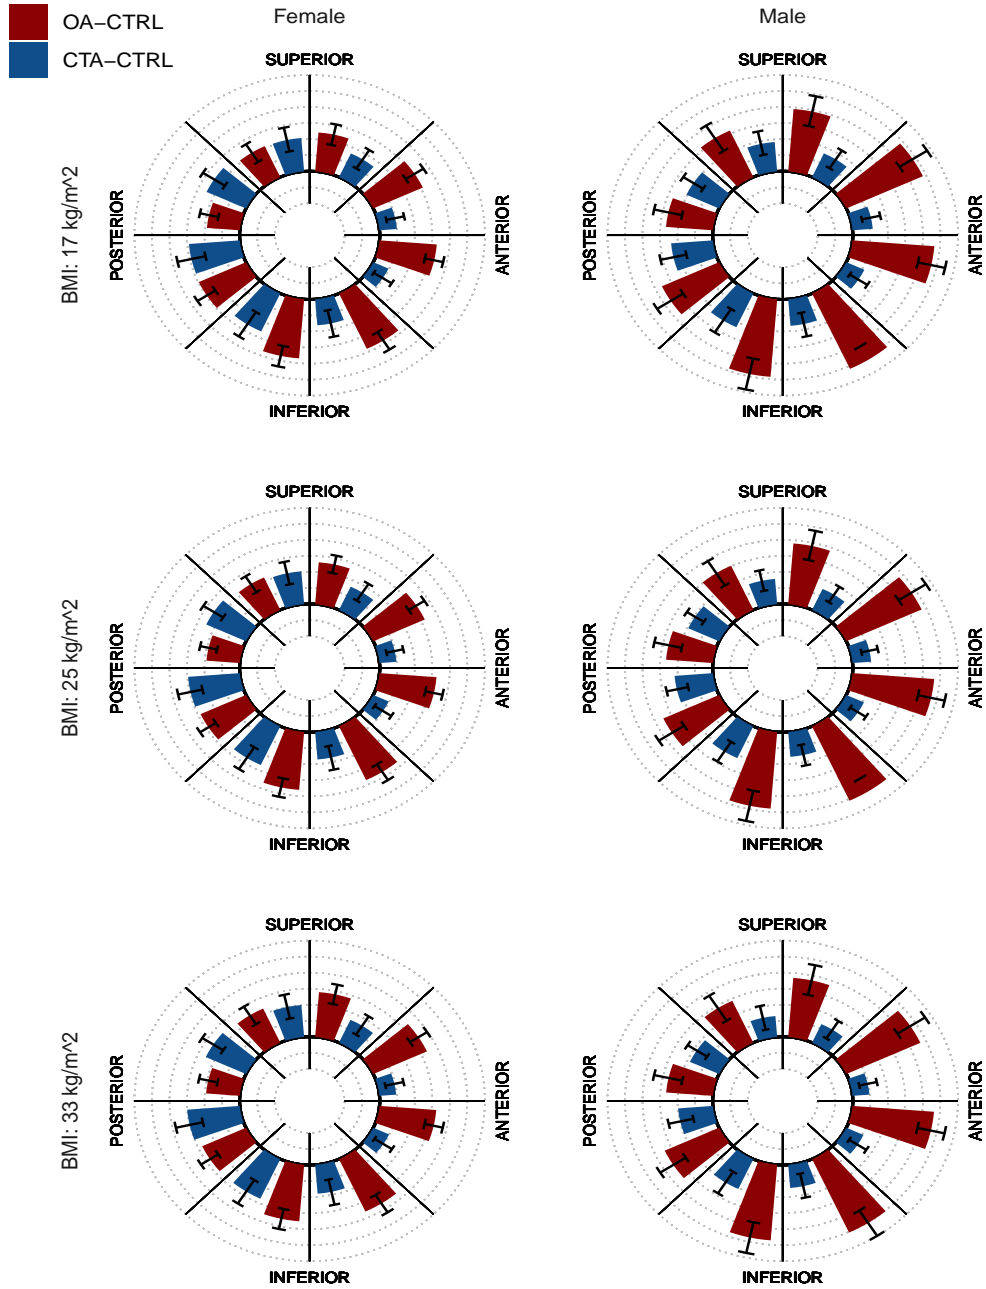 OA−CTRL
CTA−CTRL
Female
Male
BMI: 17 kg/m^2
SUPERIOR
POSTERIOR
ANTERIOR
INFERIOR
SUPERIOR
POSTERIOR
ANTERIOR
INFERIOR
BMI: 25 kg/m^2
SUPERIOR
POSTERIOR
ANTERIOR
INFERIOR
SUPERIOR
POSTERIOR
ANTERIOR
INFERIOR
BMI: 33 kg/m^2
SUPERIOR
POSTERIOR
ANTERIOR
INFERIOR
SUPERIOR
POSTERIOR
ANTERIOR
INFERIOR